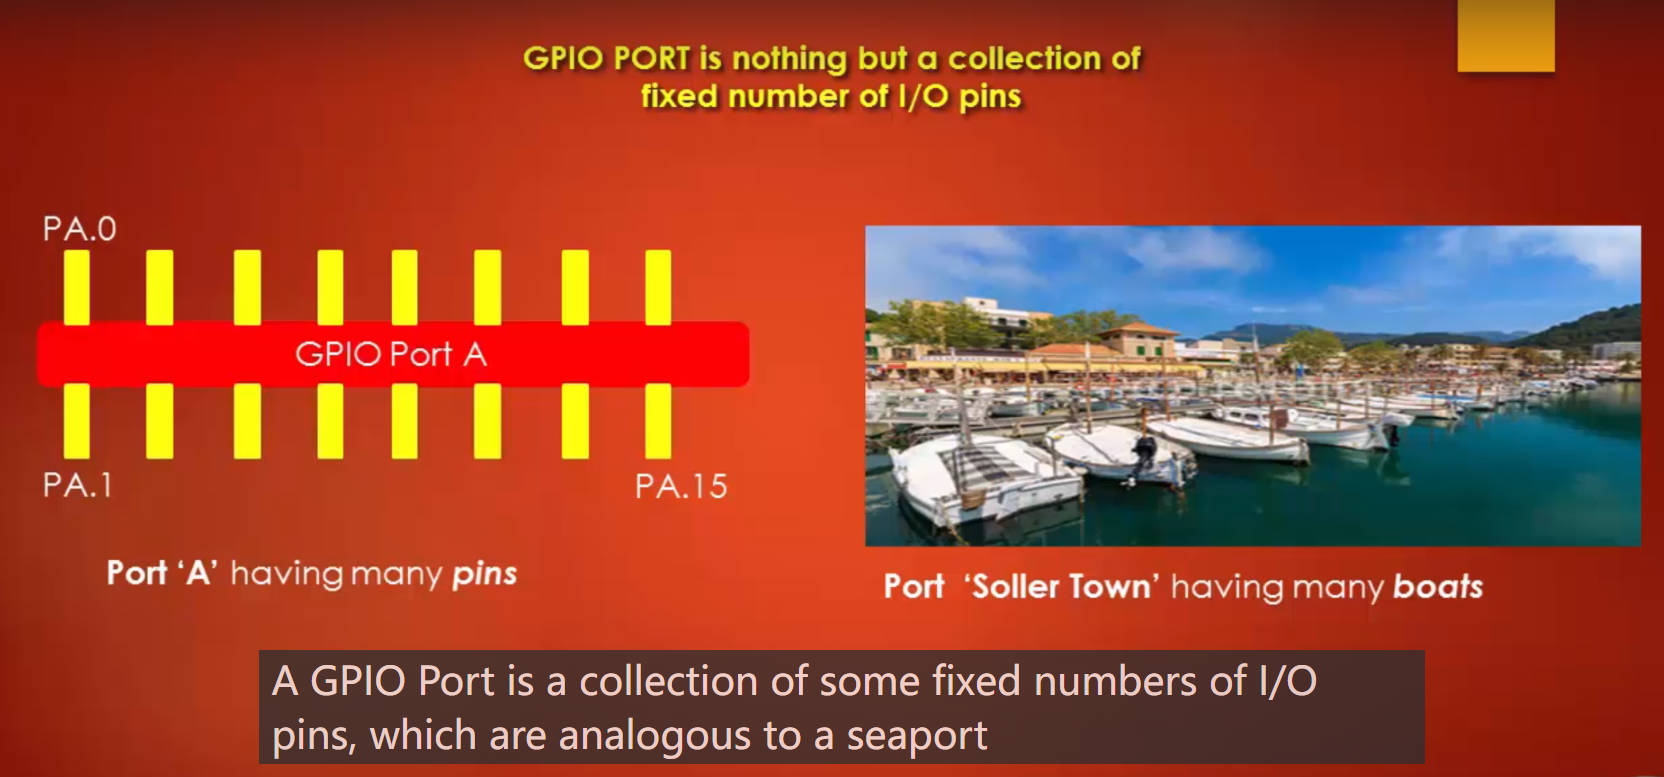 GPIO PORT is nothing but a collection of
fixed number of I/O pins
PA.0
GPIO Port A
PA.1
PA.15
Port ‘A’ having many pins
Port ‘Soller Town’ having many boats
A GPIO Port is a collection of some fixed numbers of I/O
pins, which are analogous to a seaport